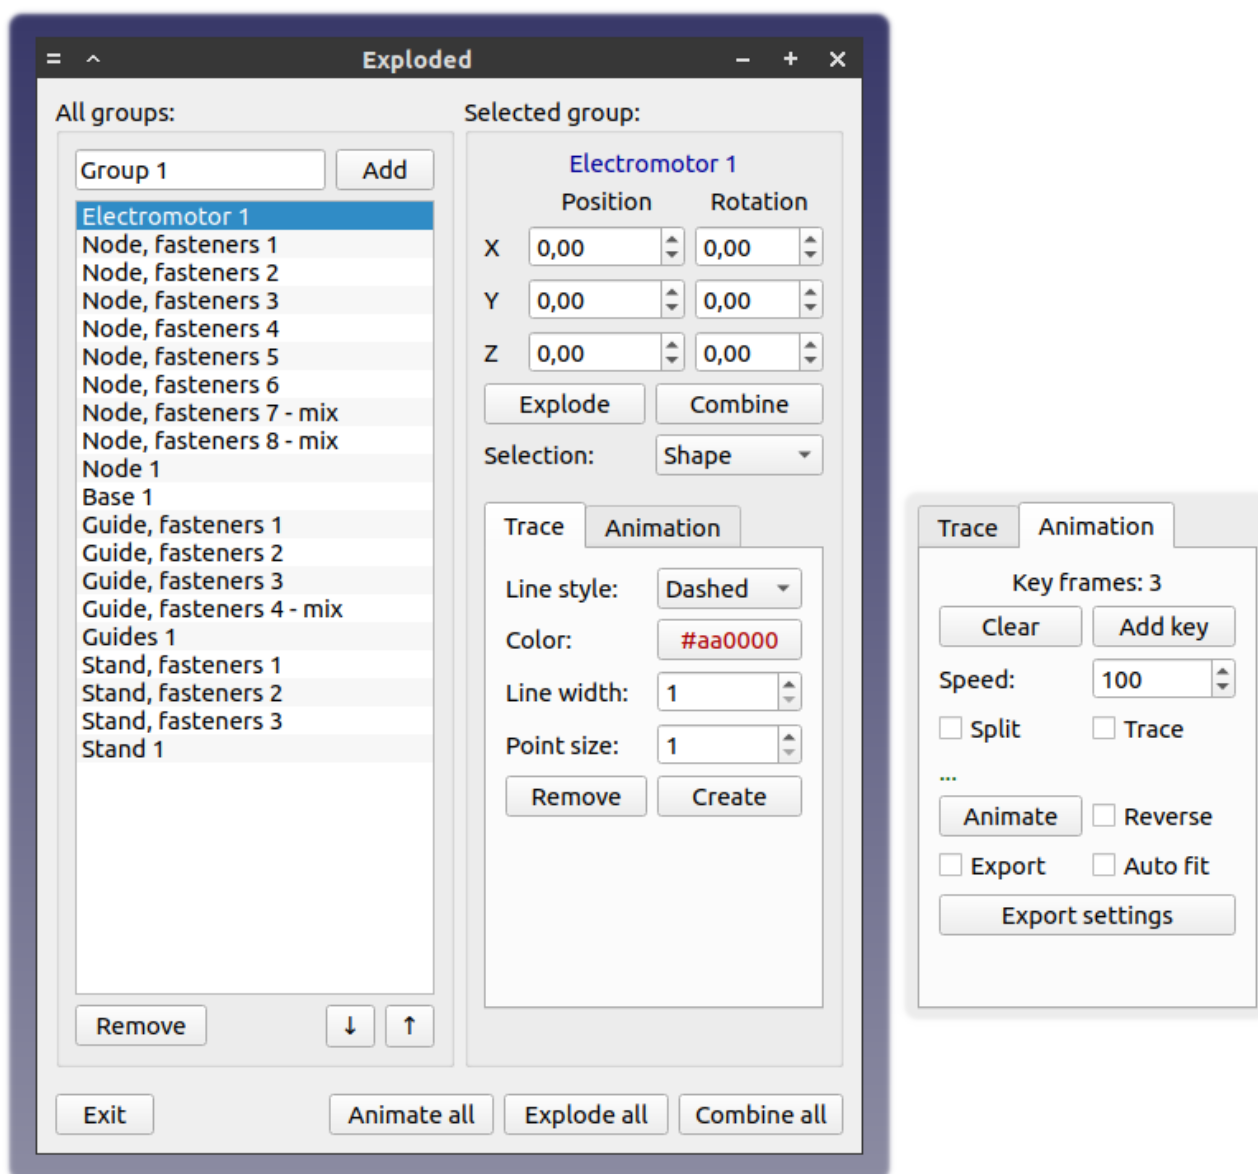 Exploded
All groups:
Group 1 Add
Electromotor 1
Node, fasteners 1
Node, fasteners 2
Node, fasteners 3
Node, fasteners 4
Node, fasteners 5
Node, fasteners 6
Node, fasteners 7 - mix
Node, fasteners 8 - mix
Node 1
Base 1
Guide, fasteners 1
Guide, fasteners 2
Guide, fasteners 3
Guide, fasteners 4 - mix
Guides 1
Stand, fasteners 1
Stand, fasteners 2
Stand, fasteners 3
Stand 1
Remove ↓ ↑
Selected group:
Electromotor 1
Position Rotation
X 0,00 0,00
Y 0,00 0,00
Z 0,00 0,00
Explode Combine
Selection: Shape
Trace Animation
Line style: Dashed
Color: #aa0000
Line width: 1
Point size: 1
Remove Create
Exit Animate all Explode all Combine all
Trace Animation
Key frames: 3
Clear Add key
Speed: 100
Split Trace
...
Animate Reverse
Export Auto fit
Export settings